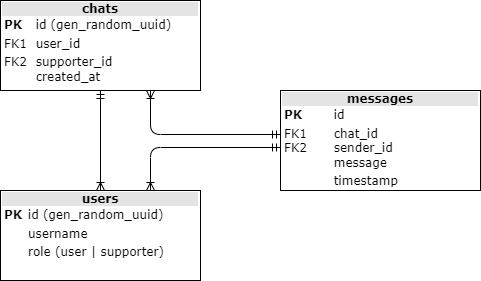 chats
PK id (gen_random_uuid)
FK1 user_id
FK2 supporter_id
created_at
messages
PK id
FK1 chat_id
FK2 sender_id
message
timestamp
users
PK id (gen_random_uuid)
username
role (user | supporter)